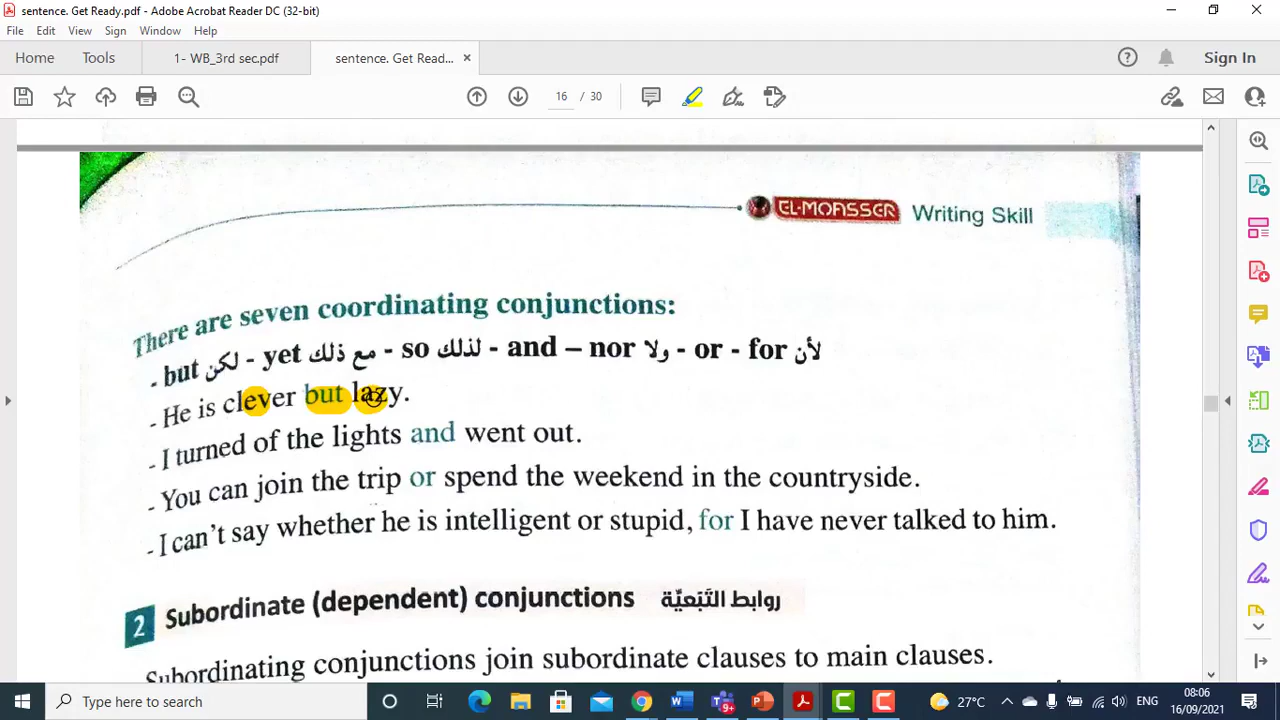 sentence. Get Ready.pdf - Adobe Acrobat Reader DC (32-bit)
File Edit View Sign Window Help
Home Tools 1- WB_3rd sec.pdf sentence. Get Read... × Sign In
16 / 30
EL-MOASSER Writing Skill
There are seven coordinating conjunctions:
- but لكن - yet مع ذلك - so لذلك - and – nor ولا - or - for لأن
- He is clever but lazy.
- I turned of the lights and went out.
- You can join the trip or spend the weekend in the countryside.
- I can't say whether he is intelligent or stupid, for I have never talked to him.
2 Subordinate (dependent) conjunctions روابط التَبَعيِّة
Subordinating conjunctions join subordinate clauses to main clauses.
Type here to search 9+ 27°C ENG 08:06
16/09/2021